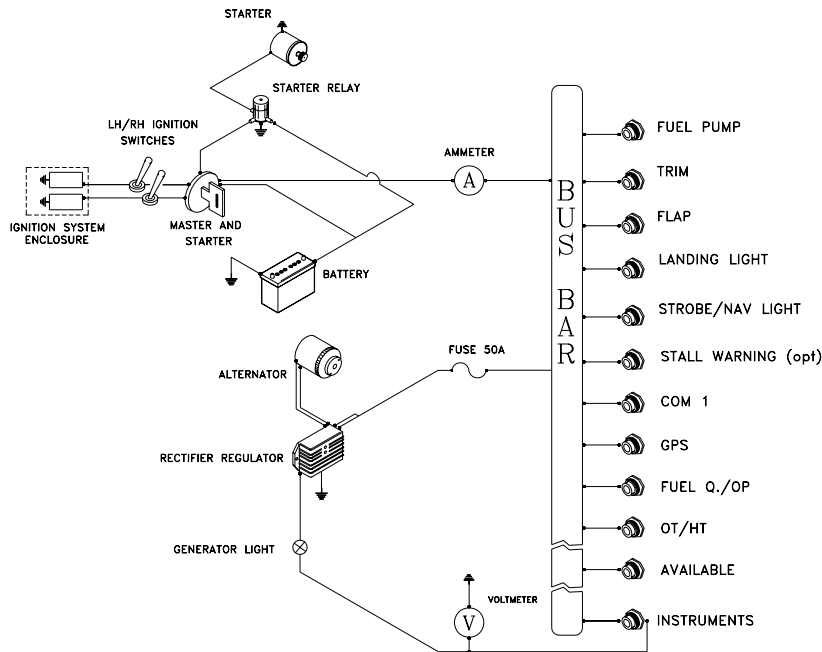 STARTER
STARTER RELAY
LH/RH IGNITION
SWITCHES
AMMETER
A
FUEL PUMP
TRIM
FLAP
LANDING LIGHT
STROBE/NAV LIGHT
STALL WARNING (opt)
COM 1
GPS
FUEL Q./OP
OT/HT
AVAILABLE
INSTRUMENTS
BUS BAR
IGNITION SYSTEM
ENCLOSURE
MASTER AND
STARTER
BATTERY
FUSE 50A
ALTERNATOR
RECTIFIER REGULATOR
GENERATOR LIGHT
VOLTMETER
V